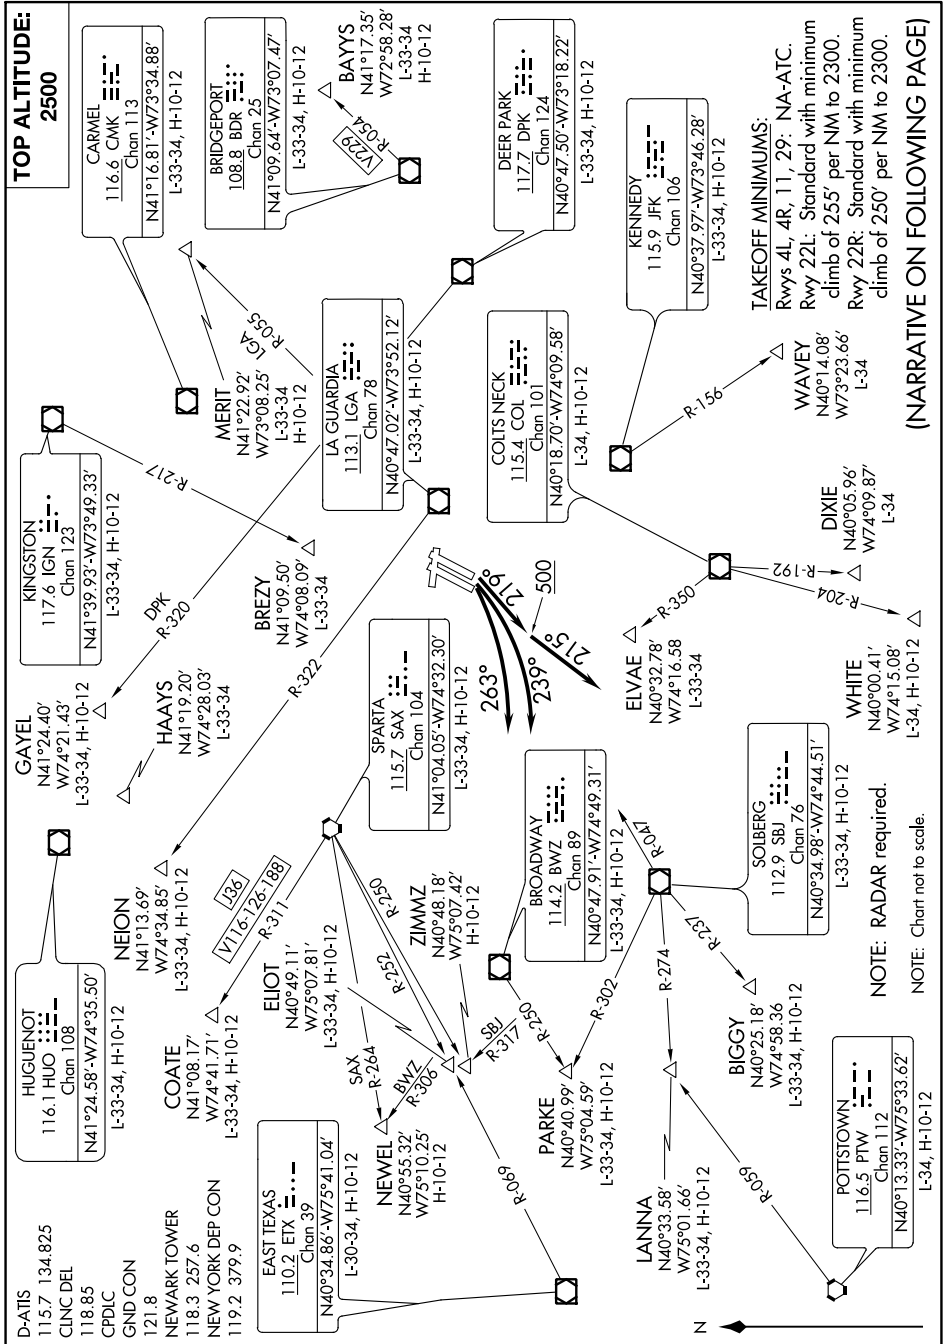 TOP ALTITUDE:
2500
D-ATIS
115.7 134.825
CLNC DEL
118.85
CPDLC
GND CON
121.8
NEWARK TOWER
118.3 257.6
NEW YORK DEP CON
119.2 379.9
HUGUENOT
116.1 HUO
Chan 108
N41°24.58'-W74°35.50'
L-33-34, H-10-12
GAYEL
N41°24.40'
W74°21.43'
L-33-34, H-10-12
HAAYS
N41°19.20'
W74°28.03'
L-33-34
KINGSTON
117.6 IGN
Chan 123
N41°39.93'-W73°49.33'
L-33-34, H-10-12
R-217
CARMEL
116.6 CMK
Chan 113
N41°16.81'-W73°34.88'
L-33-34, H-10-12
BRIDGEPORT
108.8 BDR
Chan 25
N41°09.64'-W73°07.47'
L-33-34, H-10-12
V229
R-054
BAYYS
N41°17.35'
W72°58.28'
L-33-34
H-10-12
MERIT
N41°22.92'
W73°08.25'
L-33-34
H-10-12
LGA
R-055
DPK
R-320
BREZY
N41°09.50'
W74°08.09'
L-33-34
NEION
N41°13.69'
W74°34.85'
L-33-34, H-10-12
R-322
COATE
N41°08.17'
W74°41.71'
L-33-34, H-10-12
J36
V116-126-188
R-311
SPARTA
115.7 SAX
Chan 104
N41°04.05'-W74°32.30'
L-33-34, H-10-12
LA GUARDIA
113.1 LGA
Chan 78
N40°47.02'-W73°52.12'
L-33-34, H-10-12
DEER PARK
117.7 DPK
Chan 124
N40°47.50'-W73°18.22'
L-33-34, H-10-12
ELIOT
N40°49.11'
W75°07.81'
L-33-34, H-10-12
R-250
R-252
SAX
R-264
ZIMMZ
N40°48.18'
W75°07.42'
H-10-12
BWZ
R-306
SBJ
R-317
NEWEL
N40°55.32'
W75°10.25'
H-10-12
EAST TEXAS
110.2 ETX
Chan 39
N40°34.86'-W75°41.04'
L-30-34, H-10-12
R-069
BROADWAY
114.2 BWZ
Chan 89
N40°47.91'-W74°49.31'
L-33-34, H-10-12
R-250
263°
239°
219°
215°
500
COLTS NECK
115.4 COL
Chan 101
N40°18.70'-W74°09.58'
L-34, H-10-12
KENNEDY
115.9 JFK
Chan 106
N40°37.97'-W73°46.28'
L-33-34, H-10-12
R-156
WAVEY
N40°14.08'
W73°23.66'
L-34
PARKE
N40°40.99'
W75°04.59'
L-33-34, H-10-12
R-302
R-047
R-274
R-237
SOLBERG
112.9 SBJ
Chan 76
N40°34.98'-W74°44.51'
L-33-34, H-10-12
ELVAE
N40°32.78'
W74°16.58
L-33-34
R-350
R-192
R-204
DIXIE
N40°05.96'
W74°09.87'
L-34
WHITE
N40°00.41'
W74°15.08'
L-34, H-10-12
LANNA
N40°33.58'
W75°01.66'
L-33-34, H-10-12
R-059
BIGGY
N40°25.18'
W74°58.36
L-33-34, H-10-12
POTTSTOWN
116.5 PTW
Chan 112
N40°13.33'-W75°33.62'
L-34, H-10-12
N
NOTE: RADAR required.
NOTE: Chart not to scale.
TAKEOFF MINIMUMS:
Rwys 4L, 4R, 11, 29: NA-ATC.
Rwy 22L: Standard with minimum
climb of 255' per NM to 2300.
Rwy 22R: Standard with minimum
climb of 250' per NM to 2300.
(NARRATIVE ON FOLLOWING PAGE)